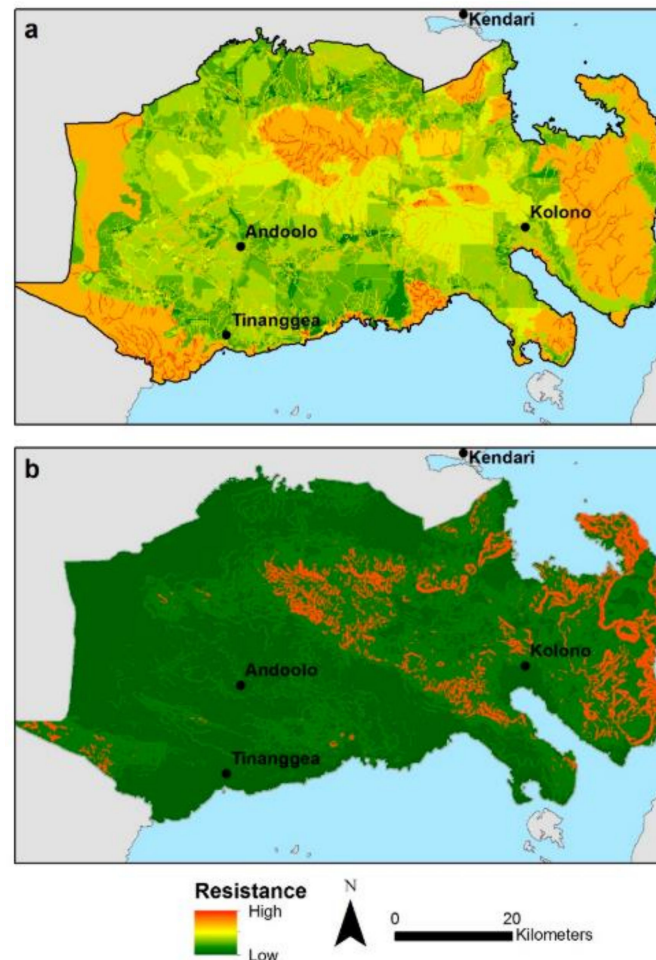 a
Kendari
Kolono
Andoolo
Tinanggea
b
Kendari
Kolono
Andoolo
Tinanggea
Resistance
High
Low
N
0 20
Kilometers